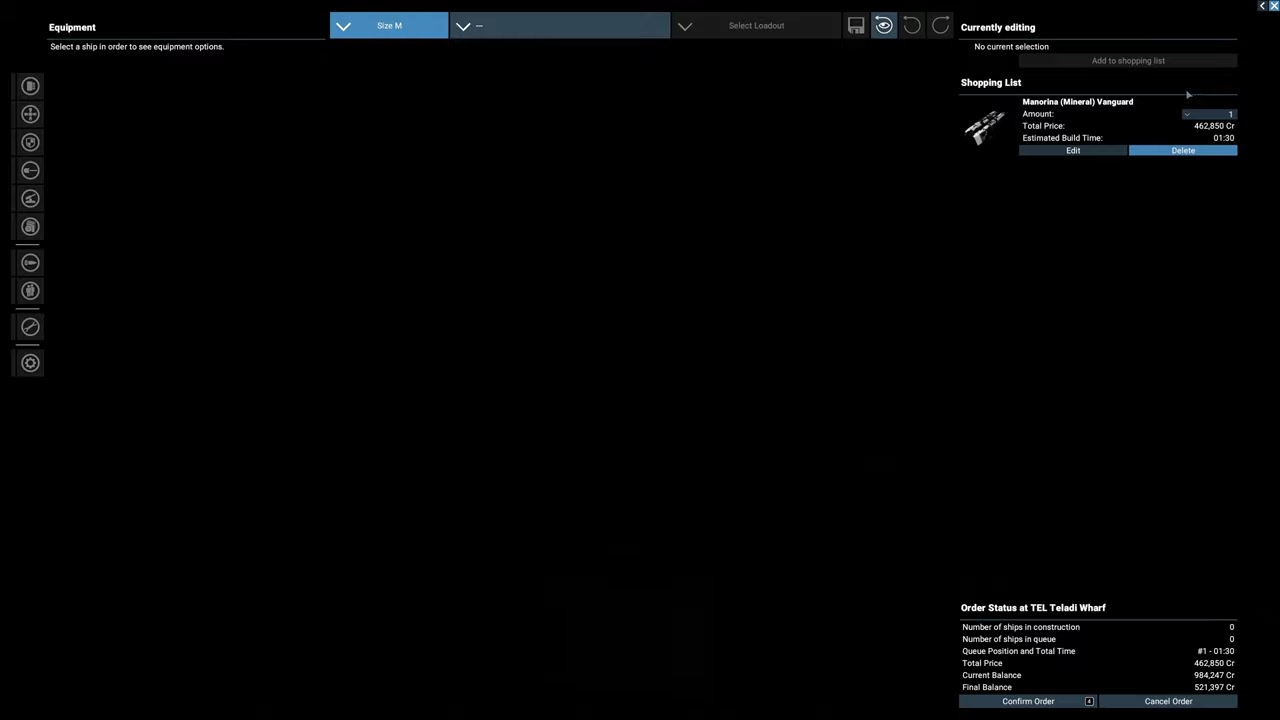 Equipment
Select a ship in order to see equipment options.
Size M
—
Select Loadout
Currently editing
No current selection
Add to shopping list
Shopping List
Manorina (Mineral) Vanguard
Amount: 1
Total Price: 462,850 Cr
Estimated Build Time: 01:30
Edit Delete
Order Status at TEL Teladi Wharf
Number of ships in construction 0
Number of ships in queue 0
Queue Position and Total Time #1 - 01:30
Total Price 462,850 Cr
Current Balance 984,247 Cr
Final Balance 521,397 Cr
Confirm Order 4 Cancel Order